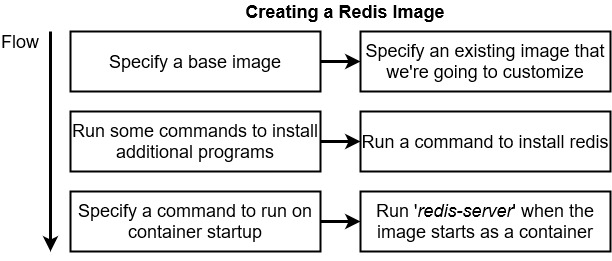 Creating a Redis Image
Flow
Specify a base image
Specify an existing image that
we're going to customize
Run some commands to install
additional programs
Run a command to install redis
Specify a command to run on
container startup
Run 'redis-server' when the
image starts as a container